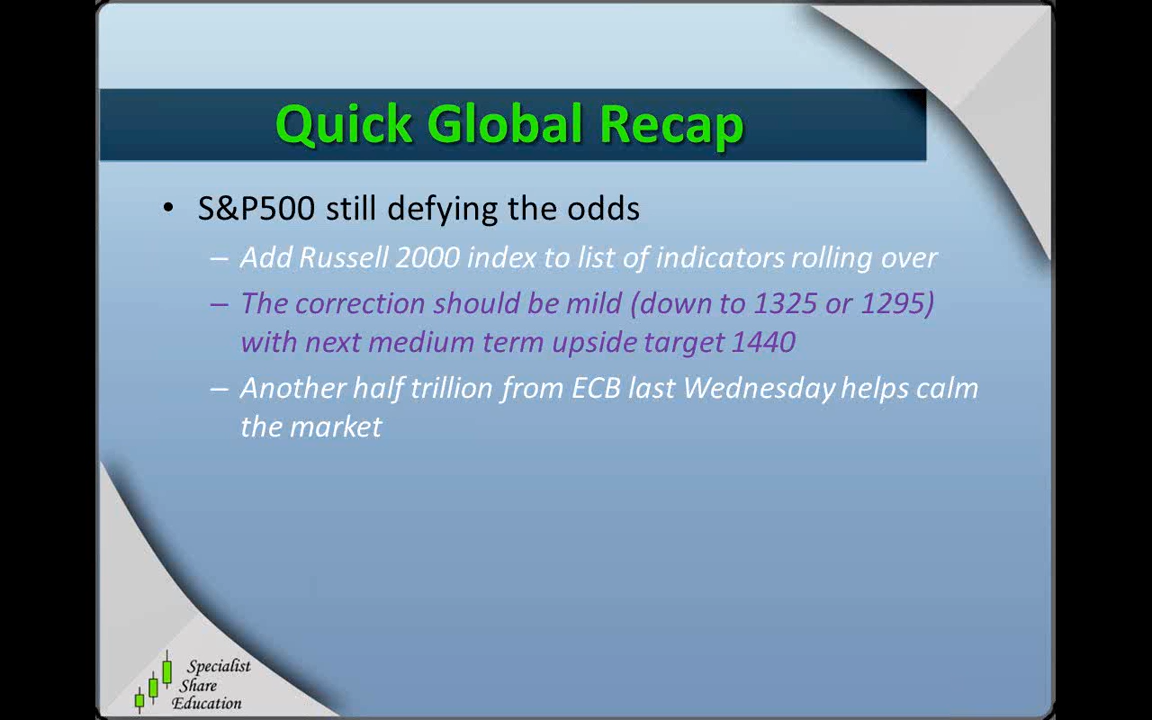 Quick Global Recap
• S&P500 still defying the odds
– Add Russell 2000 index to list of indicators rolling over
– The correction should be mild (down to 1325 or 1295)
with next medium term upside target 1440
– Another half trillion from ECB last Wednesday helps calm
the market
Specialist
Share
Education